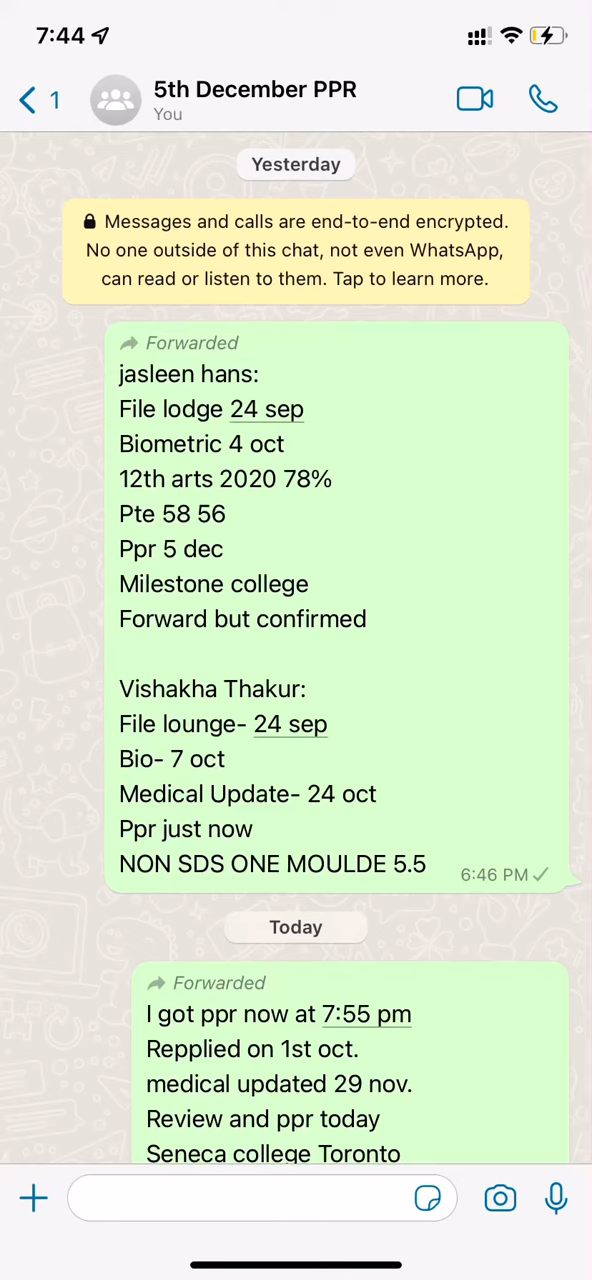 7:44
1
5th December PPR
You
Yesterday
Messages and calls are end-to-end encrypted.
No one outside of this chat, not even WhatsApp,
can read or listen to them. Tap to learn more.
Forwarded
jasleen hans:
File lodge 24 sep
Biometric 4 oct
12th arts 2020 78%
Pte 58 56
Ppr 5 dec
Milestone college
Forward but confirmed
Vishakha Thakur:
File lounge- 24 sep
Bio- 7 oct
Medical Update- 24 oct
Ppr just now
NON SDS ONE MOULDE 5.5
6:46 PM
Today
Forwarded
I got ppr now at 7:55 pm
Repplied on 1st oct.
medical updated 29 nov.
Review and ppr today
Seneca college Toronto